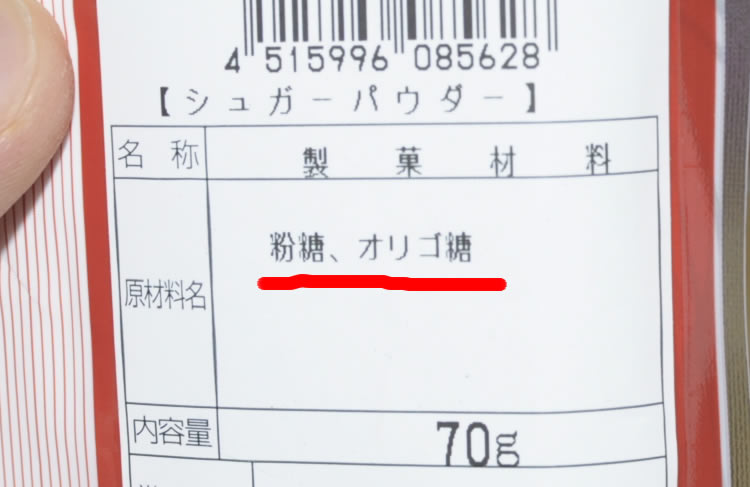 4 515996 085628
【シュガーパウダー】
名称 製菓材料
原材料名 粉糖、オリゴ糖
内容量 70g